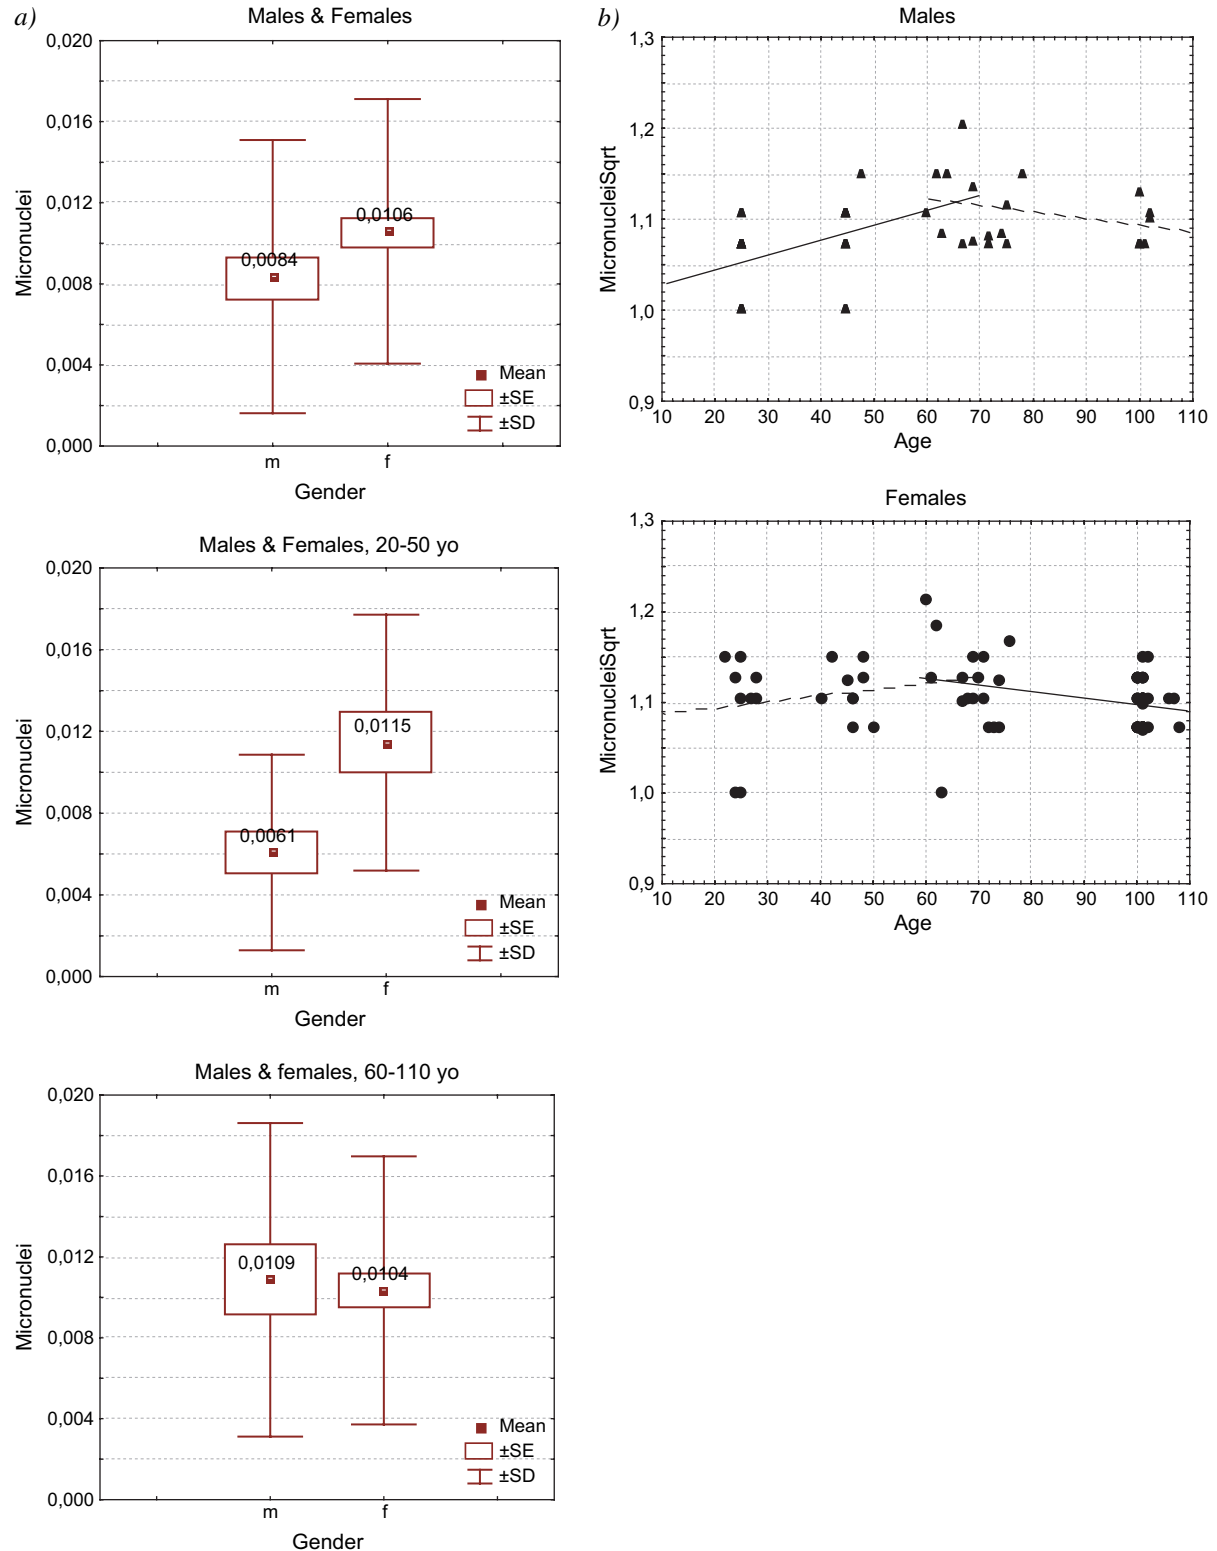 a)
Males & Females
0,020
0,016
0,012
0,008
0,004
0,000
Micronuclei
0,0084
0,0106
Mean
±SE
±SD
m f
Gender
Males & Females, 20-50 yo
0,020
0,016
0,012
0,008
0,004
0,000
Micronuclei
0,0061
0,0115
Mean
±SE
±SD
m f
Gender
Males & females, 60-110 yo
0,020
0,016
0,012
0,008
0,004
0,000
Micronuclei
0,0109
0,0104
Mean
±SE
±SD
m f
Gender
b)
Males
1,3
1,2
1,1
1,0
0,9
MicronucleiSqrt
10 20 30 40 50 60 70 80 90 100 110
Age
Females
1,3
1,2
1,1
1,0
0,9
MicronucleiSqrt
10 20 30 40 50 60 70 80 90 100 110
Age